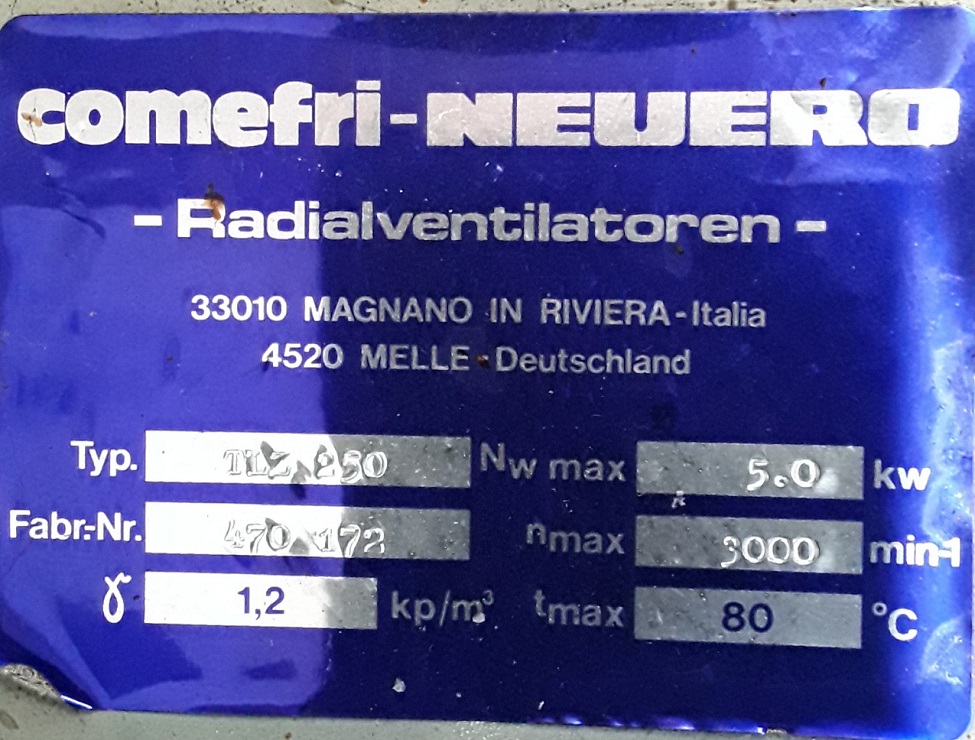 comefri-NEUERO
- Radialventilatoren -
33010 MAGNANO IN RIVIERA-Italia
4520 MELLE-Deutschland
Typ. TLZ 250 Nw max 5.0 kw
Fabr.-Nr. 470 172 nmax 3000 min-1
γ 1,2 kp/m³ tmax 80 °C